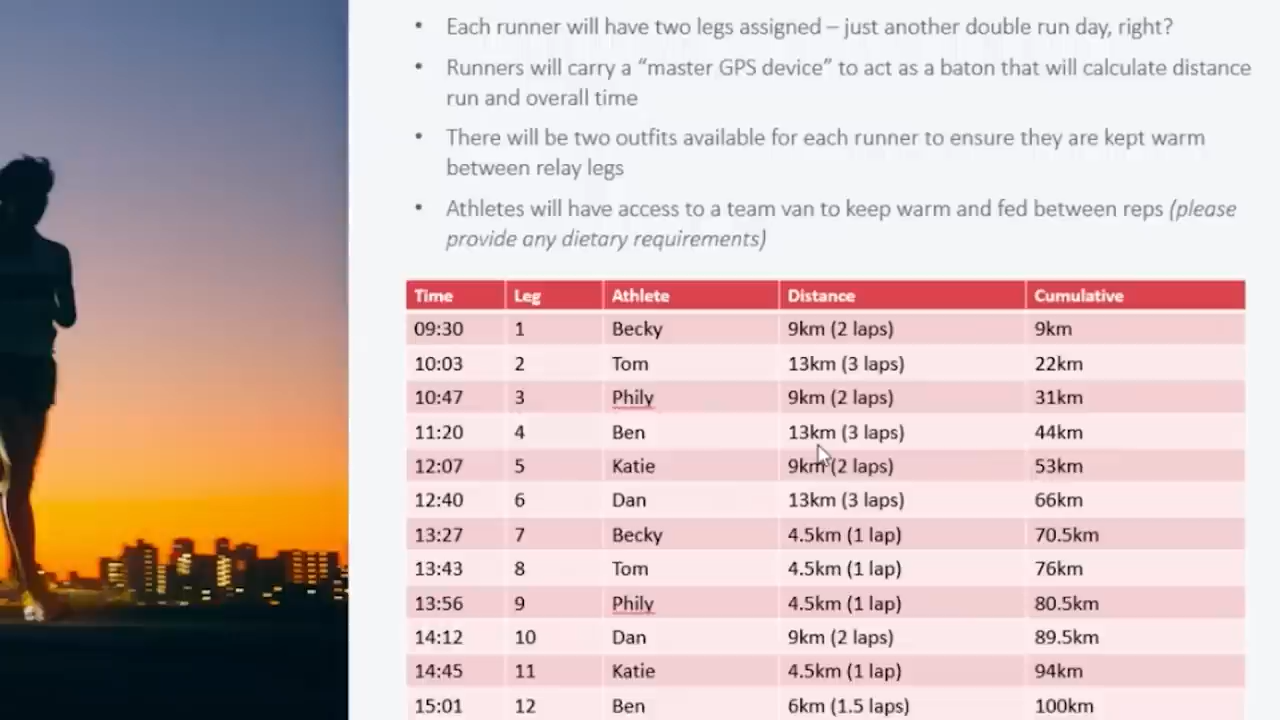 • Each runner will have two legs assigned – just another double run day, right?
• Runners will carry a “master GPS device” to act as a baton that will calculate distance
run and overall time
• There will be two outfits available for each runner to ensure they are kept warm
between relay legs
• Athletes will have access to a team van to keep warm and fed between reps (please
provide any dietary requirements)
Time Leg Athlete Distance Cumulative
09:30 1 Becky 9km (2 laps) 9km
10:03 2 Tom 13km (3 laps) 22km
10:47 3 Phily 9km (2 laps) 31km
11:20 4 Ben 13km (3 laps) 44km
12:07 5 Katie 9km (2 laps) 53km
12:40 6 Dan 13km (3 laps) 66km
13:27 7 Becky 4.5km (1 lap) 70.5km
13:43 8 Tom 4.5km (1 lap) 76km
13:56 9 Phily 4.5km (1 lap) 80.5km
14:12 10 Dan 9km (2 laps) 89.5km
14:45 11 Katie 4.5km (1 lap) 94km
15:01 12 Ben 6km (1.5 laps) 100km